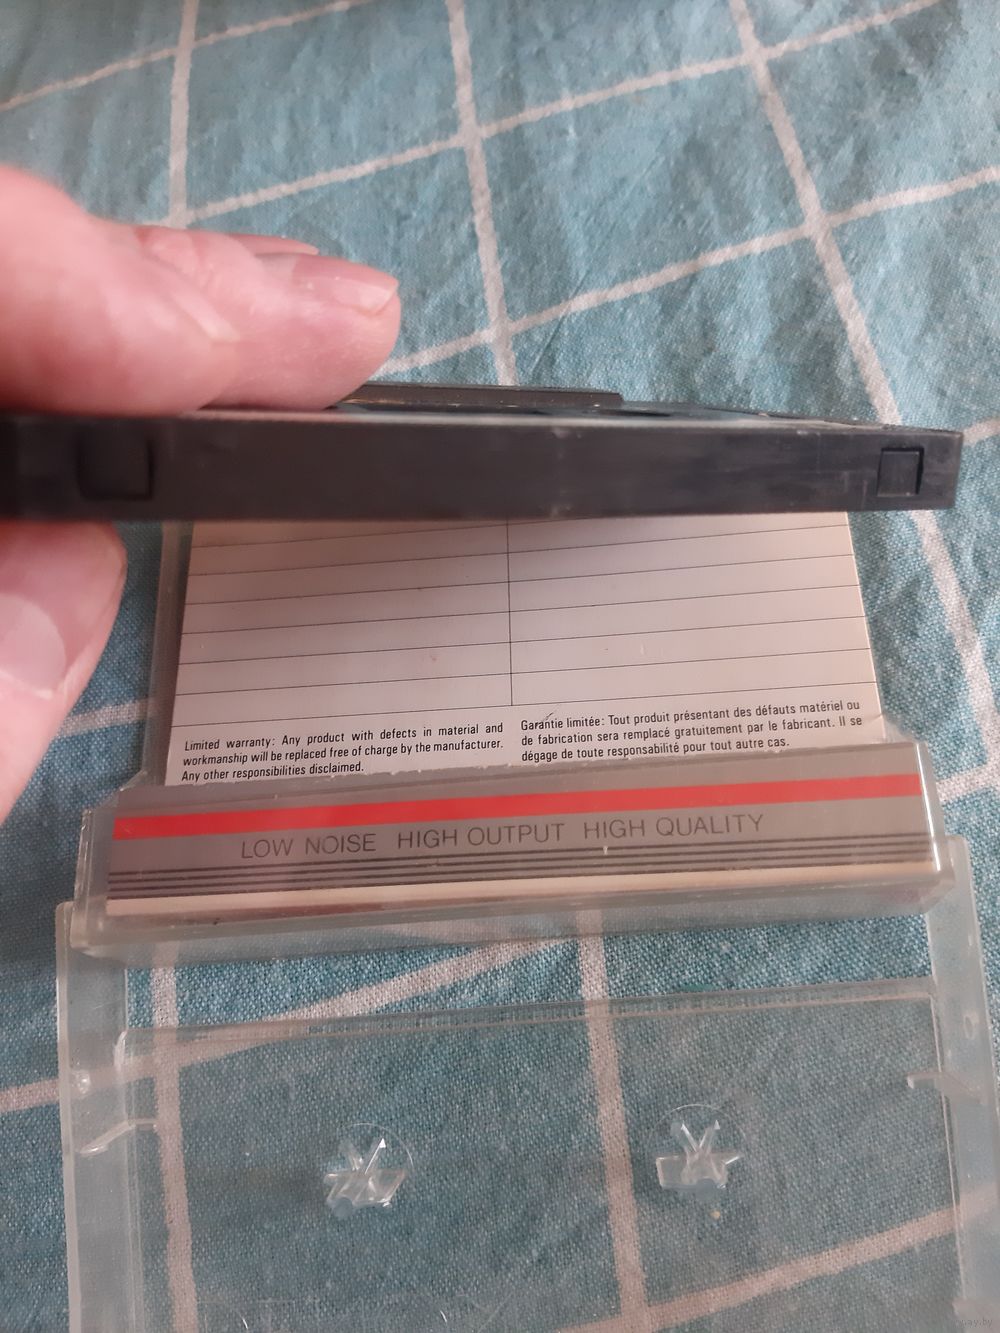 Limited warranty: Any product with defects in material and
workmanship will be replaced free of charge by the manufacturer.
Any other responsibilities disclaimed.
Garantie limitée: Tout produit présentant des défauts matériel ou
de fabrication sera remplacé gratuitement par le fabricant. Il se
dégage de toute responsabilité pour tout autre cas.
LOW NOISE HIGH OUTPUT HIGH QUALITY